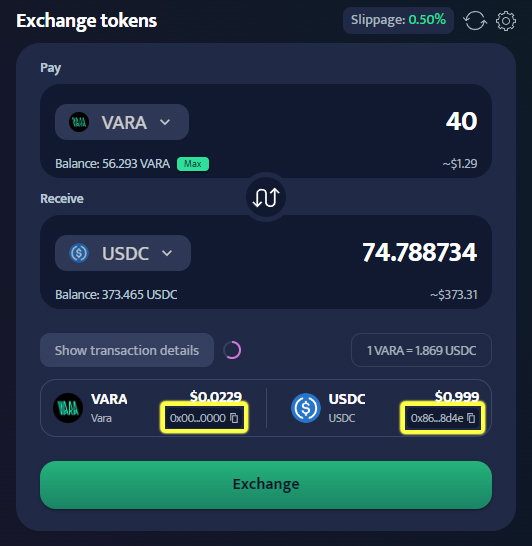 Exchange tokens
Slippage: 0.50%
Pay
VARA
40
Balance: 56.293 VARA Max
~$1.29
Receive
USDC
74.788734
Balance: 373.465 USDC
~$373.31
Show transaction details
1 VARA = 1.869 USDC
VARA
VARA
$0.0229
Vara
0x00...0000
USDC
$0.999
USDC
0x86...8d4e
Exchange